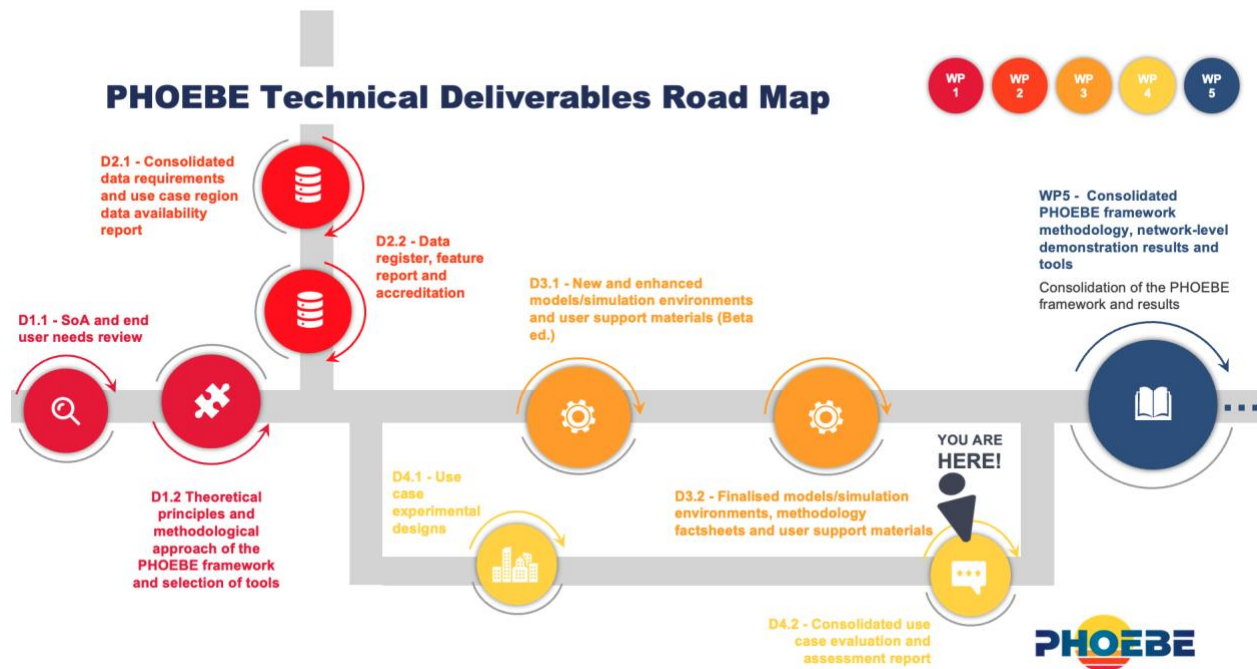 PHOEBE Technical Deliverables Road Map
WP
1
WP
2
WP
3
WP
4
WP
5
D2.1 - Consolidated
data requirements
and use case region
data availability
report
D2.2 - Data
register, feature
report and
accreditation
D1.1 - SoA and end
user needs review
D1.2 Theoretical
principles and
methodological
approach of the
PHOEBE framework
and selection of tools
D3.1 - New and enhanced
models/simulation environments
and user support materials (Beta
ed.)
D4.1 - Use
case
experimental
designs
D3.2 - Finalised models/simulation
environments, methodology
factsheets and user support materials
YOU ARE
HERE!
D4.2 - Consolidated use
case evaluation and
assessment report
WP5 - Consolidated
PHOEBE framework
methodology, network-level
demonstration results and
tools
Consolidation of the PHOEBE
framework and results
PHOEBE